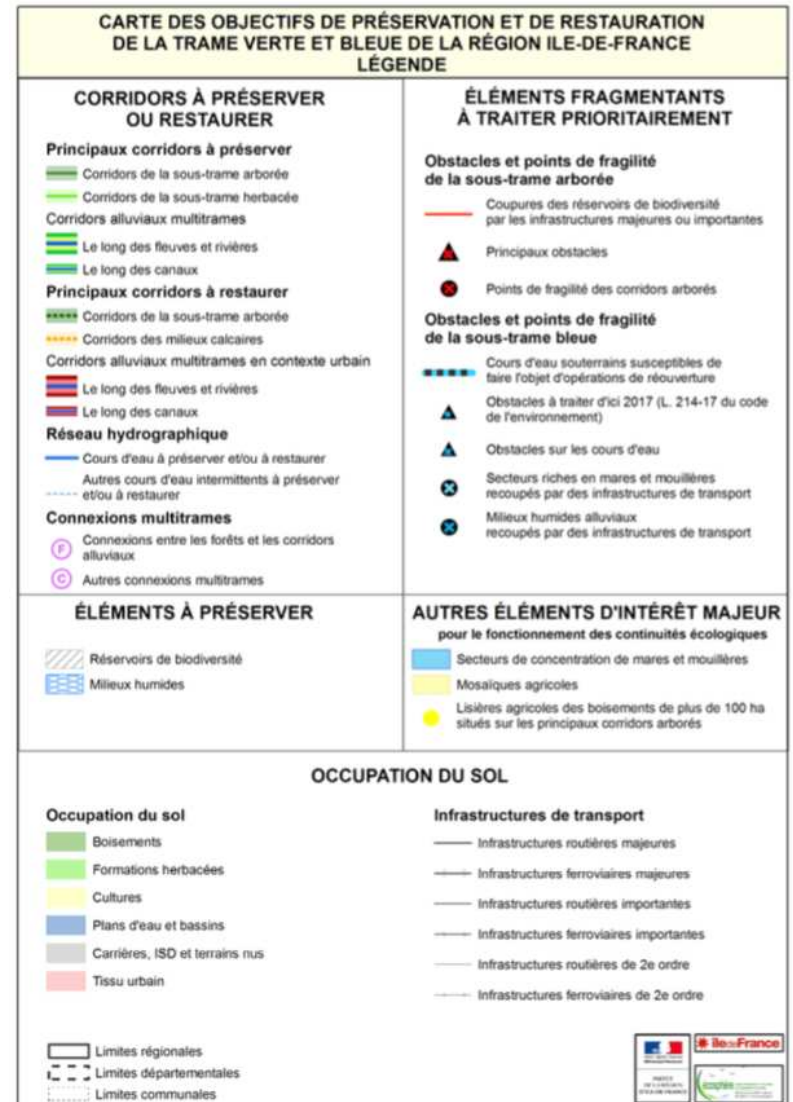 CARTE DES OBJECTIFS DE PRÉSERVATION ET DE RESTAURATION
DE LA TRAME VERTE ET BLEUE DE LA RÉGION ILE-DE-FRANCE
LÉGENDE
CORRIDORS À PRÉSERVER
OU RESTAURER
Principaux corridors à préserver
Corridors de la sous-trame arborée
Corridors de la sous-trame herbacée
Corridors alluviaux multitrames
Le long des fleuves et rivières
Le long des canaux
Principaux corridors à restaurer
Corridors de la sous-trame arborée
Corridors des milieux calcaires
Corridors alluviaux multitrames en contexte urbain
Le long des fleuves et rivières
Le long des canaux
Réseau hydrographique
Cours d'eau à préserver et/ou à restaurer
Autres cours d'eau intermittents à préserver
et/ou à restaurer
Connexions multitrames
F
Connexions entre les forêts et les corridors
alluviaux
C Autres connexions multitrames
ÉLÉMENTS FRAGMENTANTS
À TRAITER PRIORITAIREMENT
Obstacles et points de fragilité
de la sous-trame arborée
Coupures des réservoirs de biodiversité
par les infrastructures majeures ou importantes
Principaux obstacles
Points de fragilité des corridors arborés
Obstacles et points de fragilité
de la sous-trame bleue
Cours d'eau souterrains susceptibles de
faire l'objet d'opérations de réouverture
Obstacles à traiter d'ici 2017 (L. 214-17 du code
de l'environnement)
Obstacles sur les cours d'eau
Secteurs riches en mares et mouillères
recoupés par des infrastructures de transport
Milieux humides alluviaux
recoupés par des infrastructures de transport
ÉLÉMENTS À PRÉSERVER
Réservoirs de biodiversité
Milieux humides
AUTRES ÉLÉMENTS D'INTÉRÊT MAJEUR
pour le fonctionnement des continuités écologiques
Secteurs de concentration de mares et mouillères
Mosaïques agricoles
Lisières agricoles des boisements de plus de 100 ha
situés sur les principaux corridors arborés
OCCUPATION DU SOL
Occupation du sol
Boisements
Formations herbacées
Cultures
Plans d'eau et bassins
Carrières, ISD et terrains nus
Tissu urbain
Infrastructures de transport
Infrastructures routières majeures
Infrastructures ferroviaires majeures
Infrastructures routières importantes
Infrastructures ferroviaires importantes
Infrastructures routières de 2e ordre
Infrastructures ferroviaires de 2e ordre
Limites régionales
Limites départementales
Limites communales
île de France